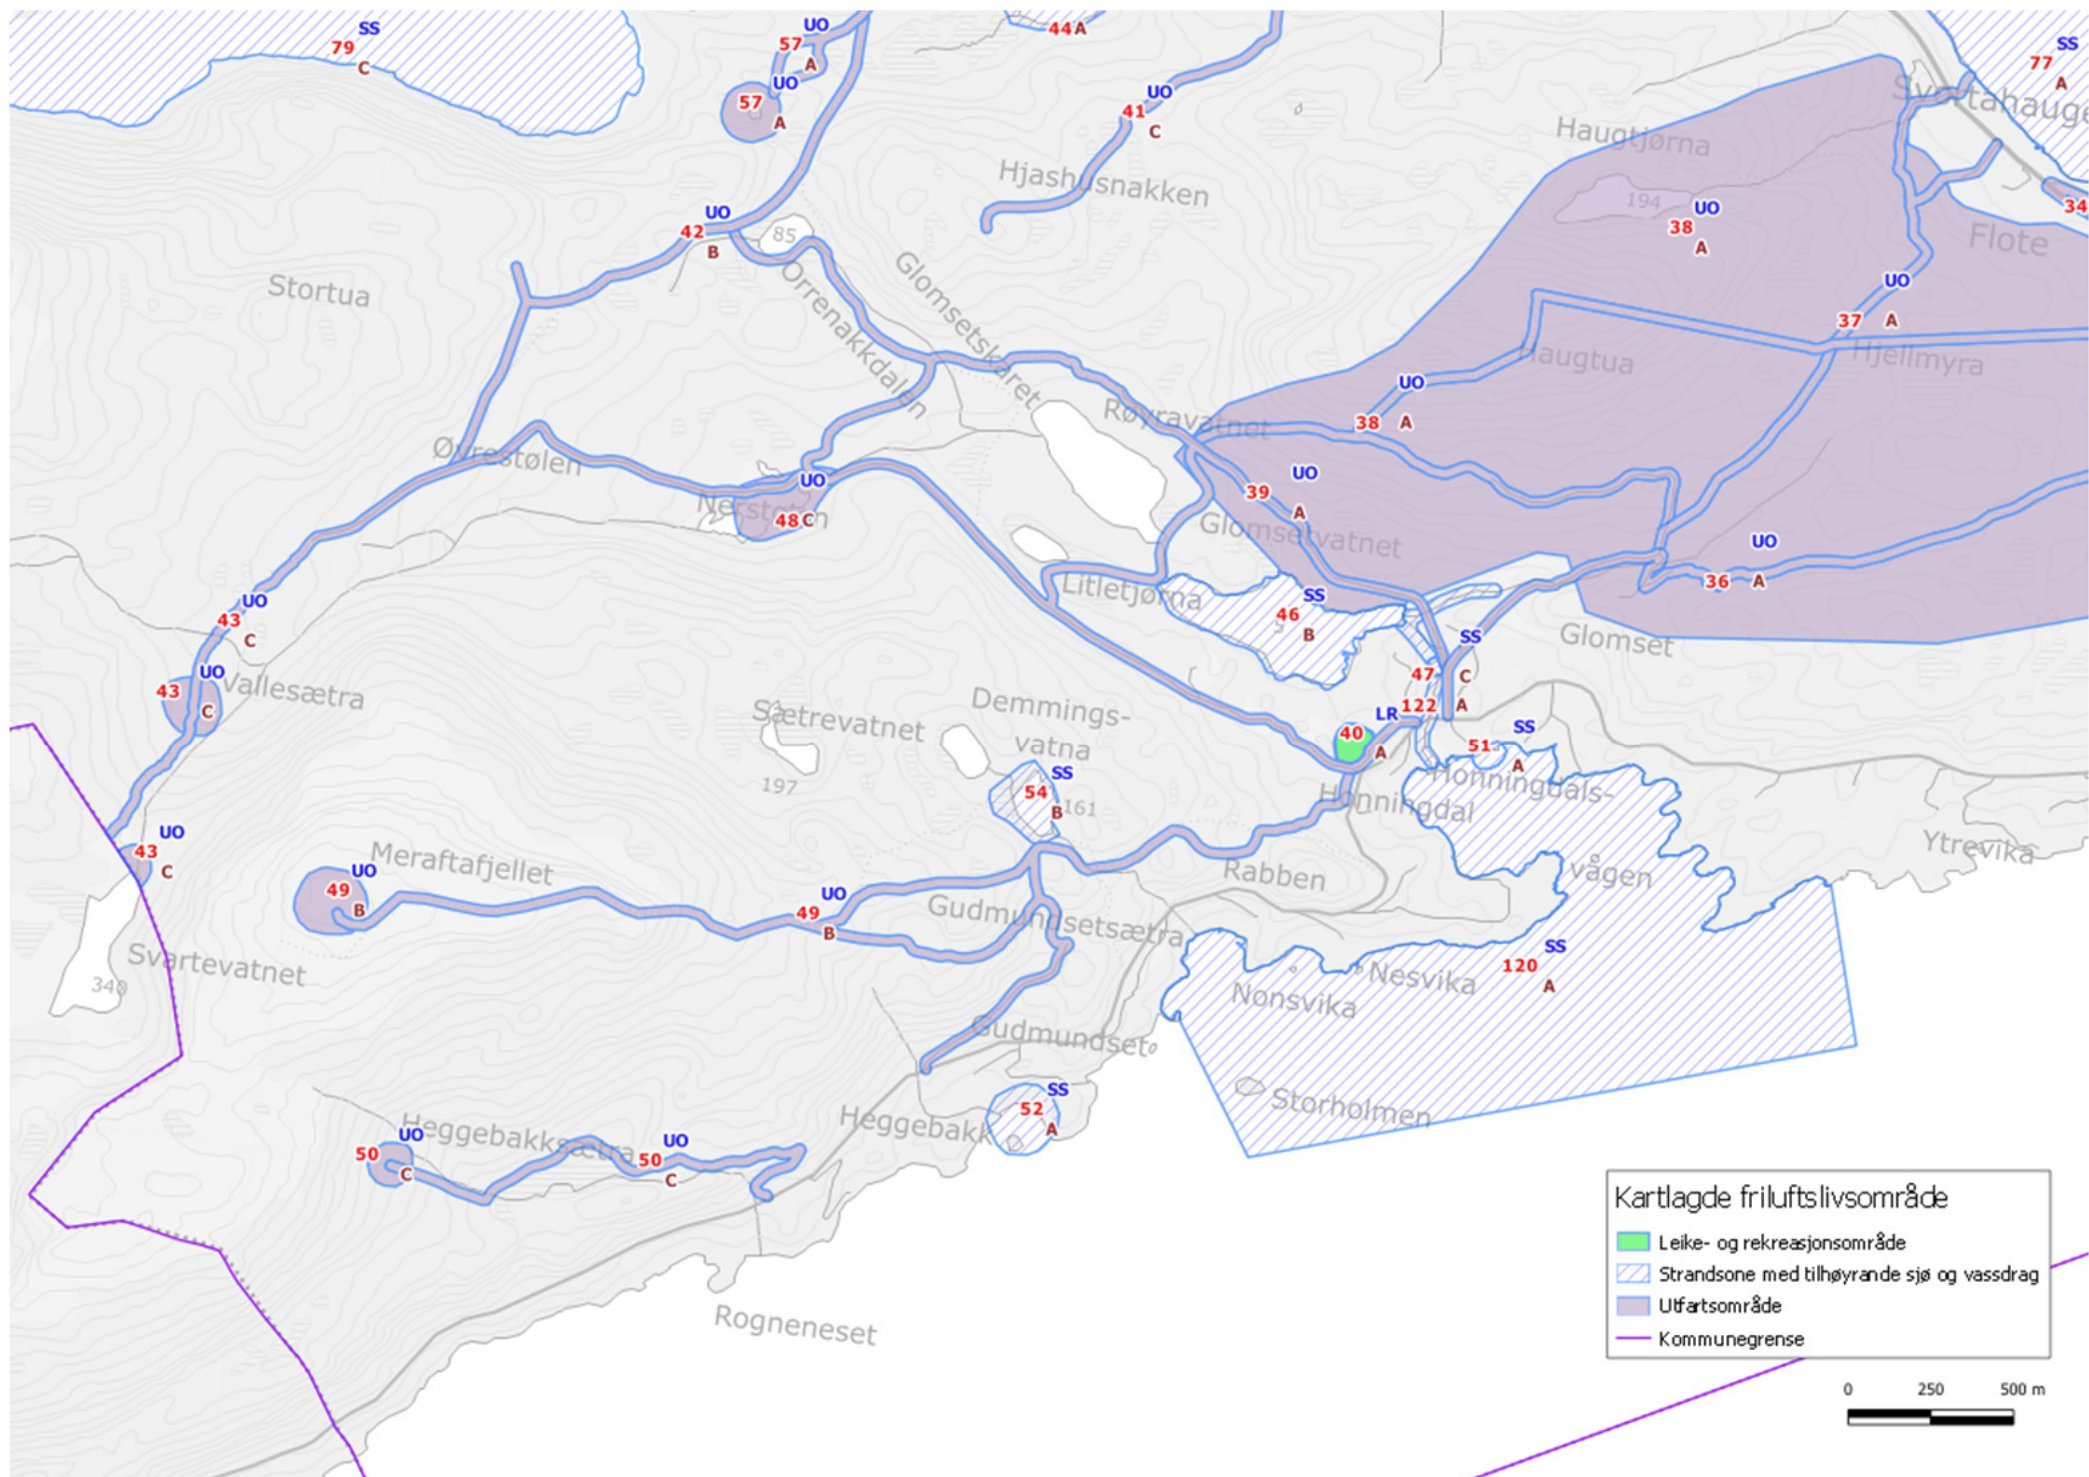 SS
79
C
UO
57
A
UO
57
A
44 A
UO
41
C
SS
77
A
Svortahauge
Haugtjørna
Hjashusnakken
194
UO
38
A
34
Flote
UO
42
B
85
Stortua
Orrenakkdalen
Glomsetskaret
UO
37
A
Hjellmyra
Haugtua
UO
38
A
Røyravatnet
Øvrestølen
UO
48 C
Nerstølen
UO
39
A
Glomsetvatnet
UO
36
A
Litletjørna
SS
46
B
Glomset
UO
43
C
SS
47
C
122
A
UO
43
C
Vallesætra
Sætrevatnet
197
Demmings-
vatna
LR
40
A
SS
51
A
SS
54
B
161
Honningdal
Honningdals-
vågen
Ytrevika
UO
43
C
Meraftafjellet
UO
49
B
UO
49
B
Rabben
Gudmundsetsætra
Svartevatnet
340
SS
120
A
Nesvika
Nonsvika
Gudmundset
Storholmen
SS
52
A
Heggebakk
Heggebakksætra
UO
50
C
UO
50
C
Rogneneset
Kartlagde friluftslivsområde
Leike- og rekreasjonsområde
Strandsone med tilhøyrande sjø og vassdrag
Utfartsområde
Kommunegrense
0 250 500 m